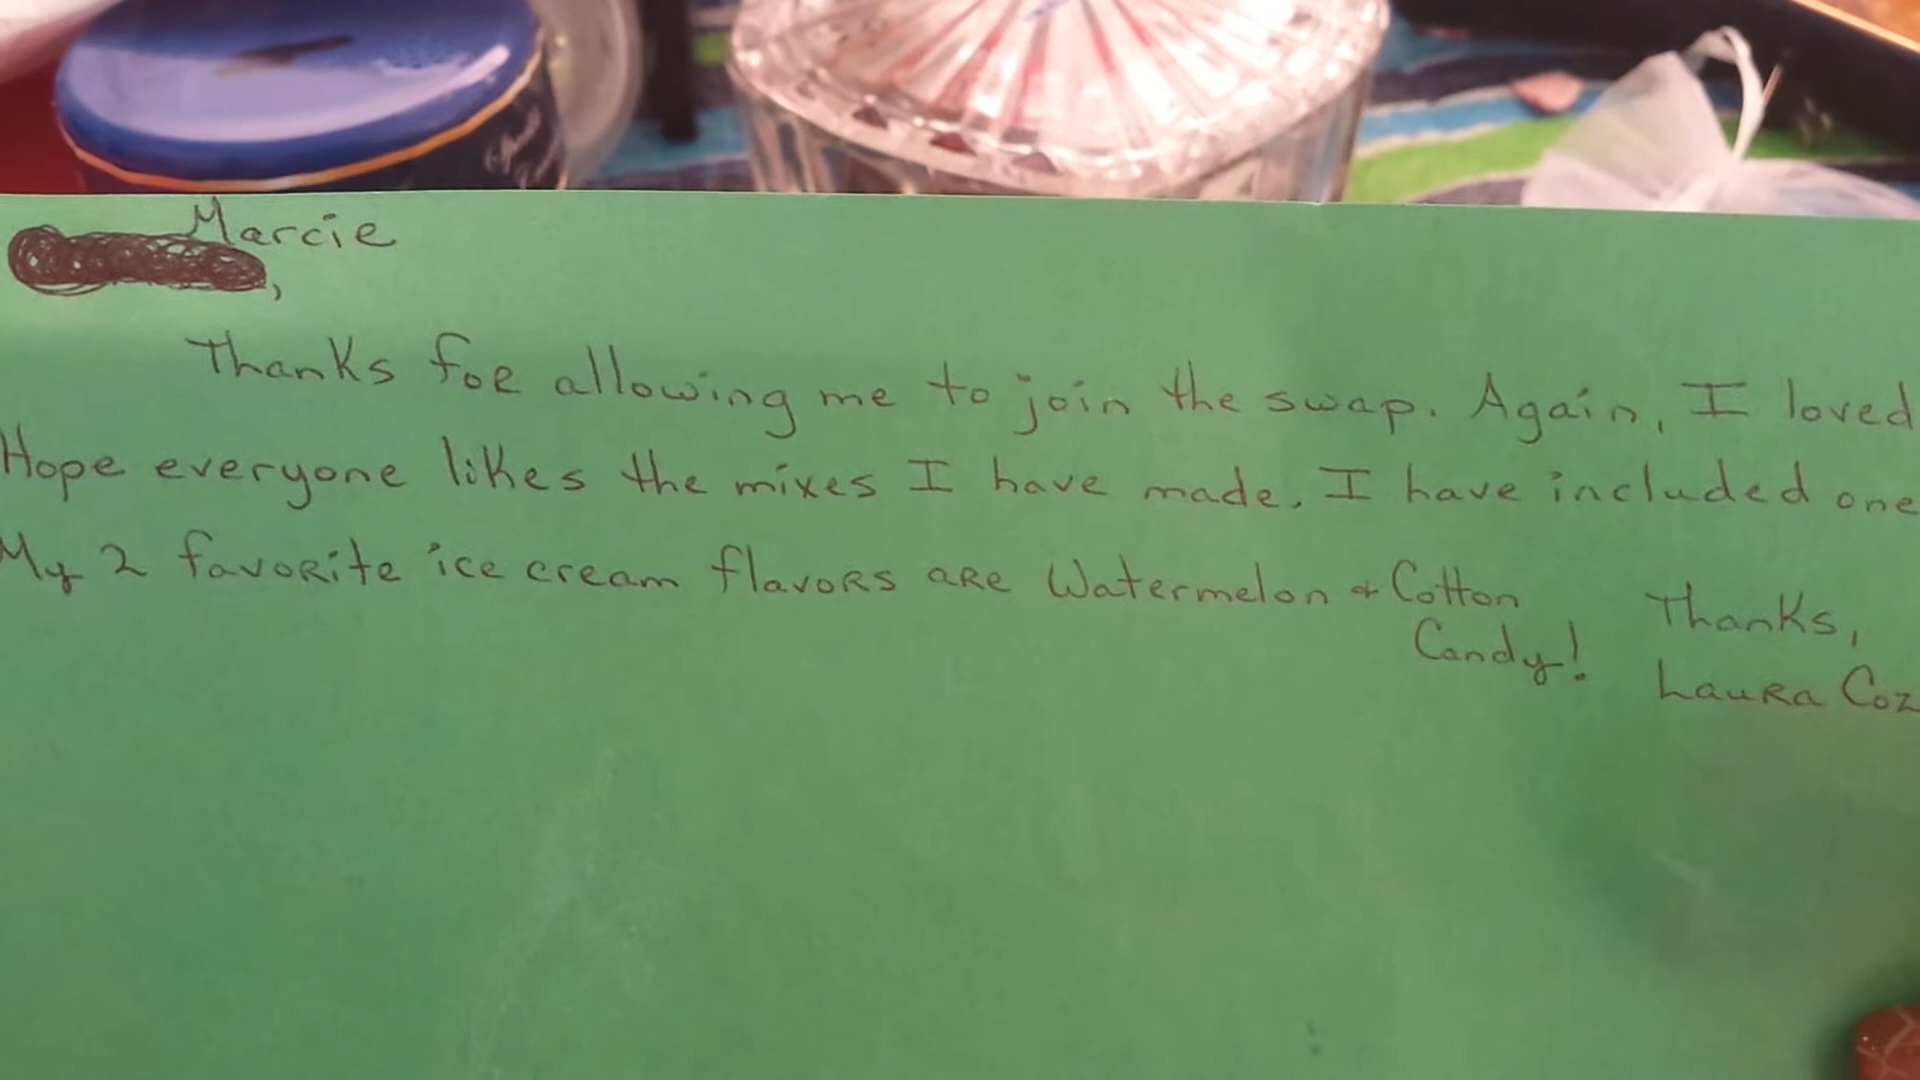 Marcie
,
Thanks for allowing me to join the swap. Again, I loved
Hope everyone likes the mixes I have made. I have included one
My 2 favorite ice cream flavors are Watermelon & Cotton
Candy!
Thanks,
Laura Coz